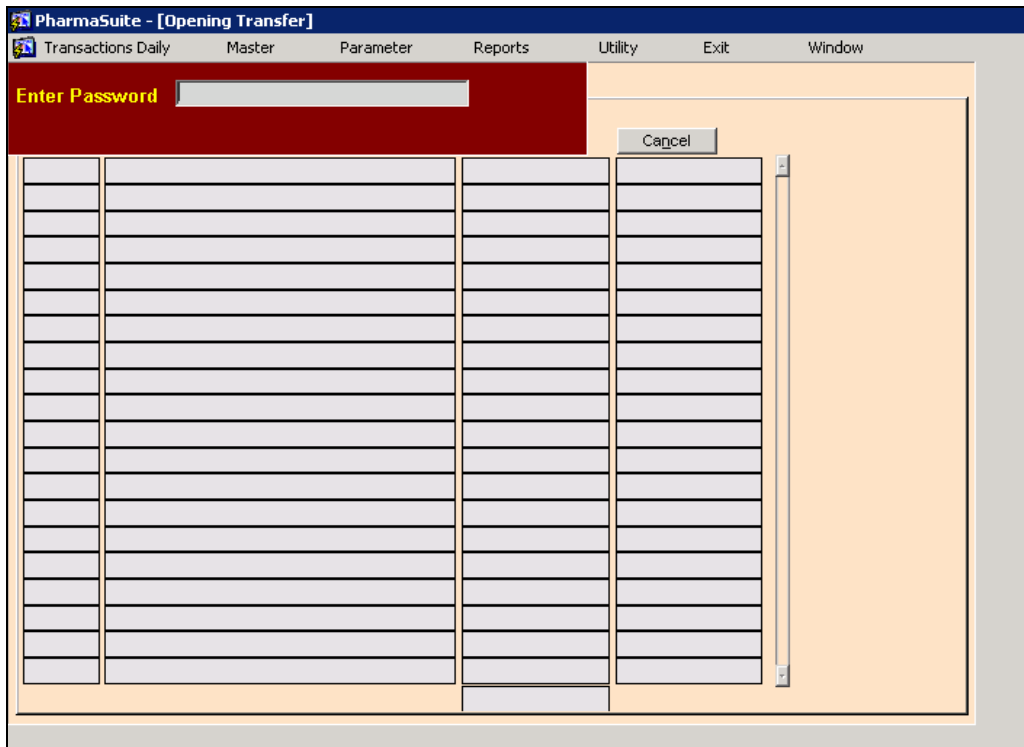 PharmaSuite - [Opening Transfer]
Transactions Daily Master Parameter Reports Utility Exit Window
Enter Password
Cancel